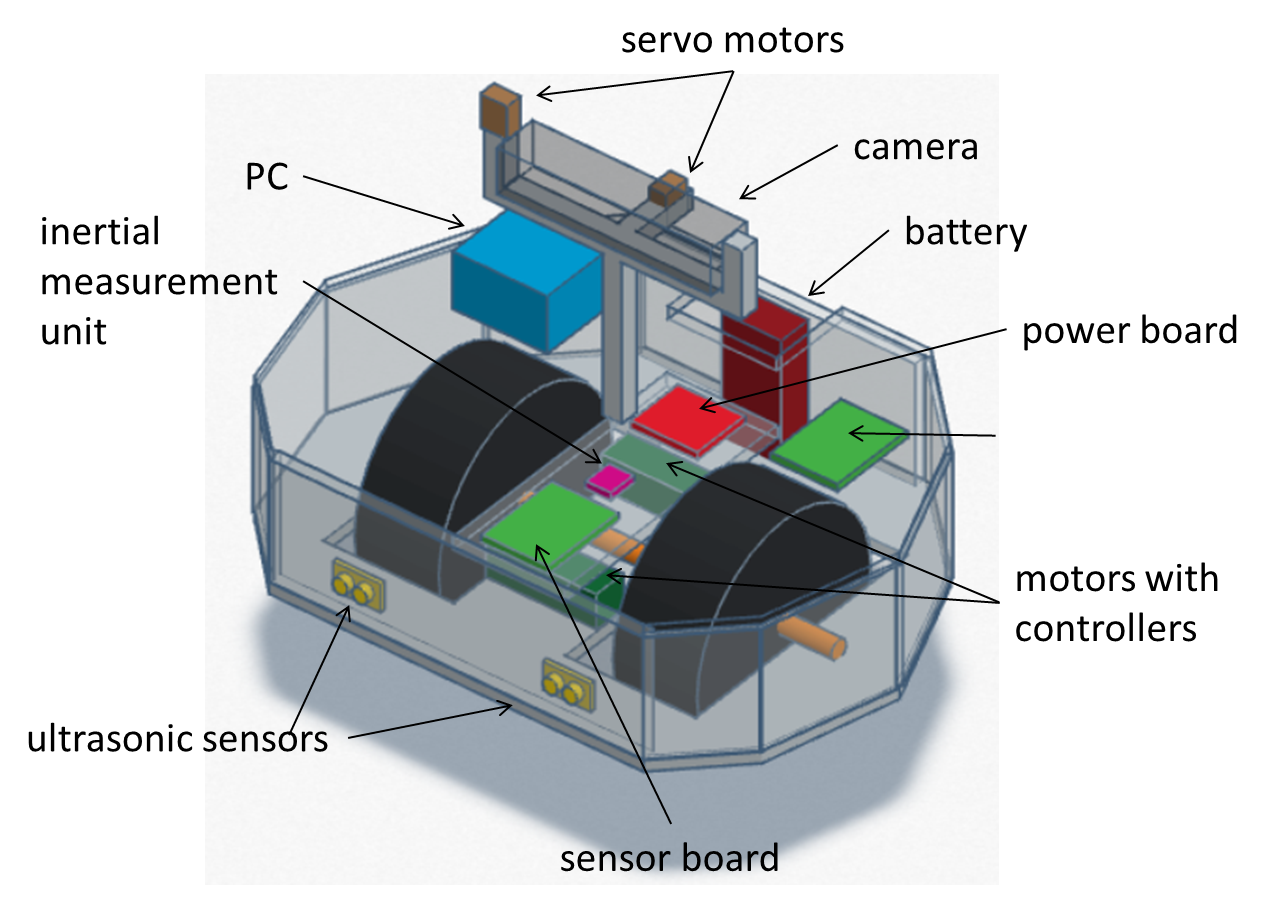 servo motors
camera
PC
inertial
measurement
unit
battery
power board
motors with
controllers
ultrasonic sensors
sensor board